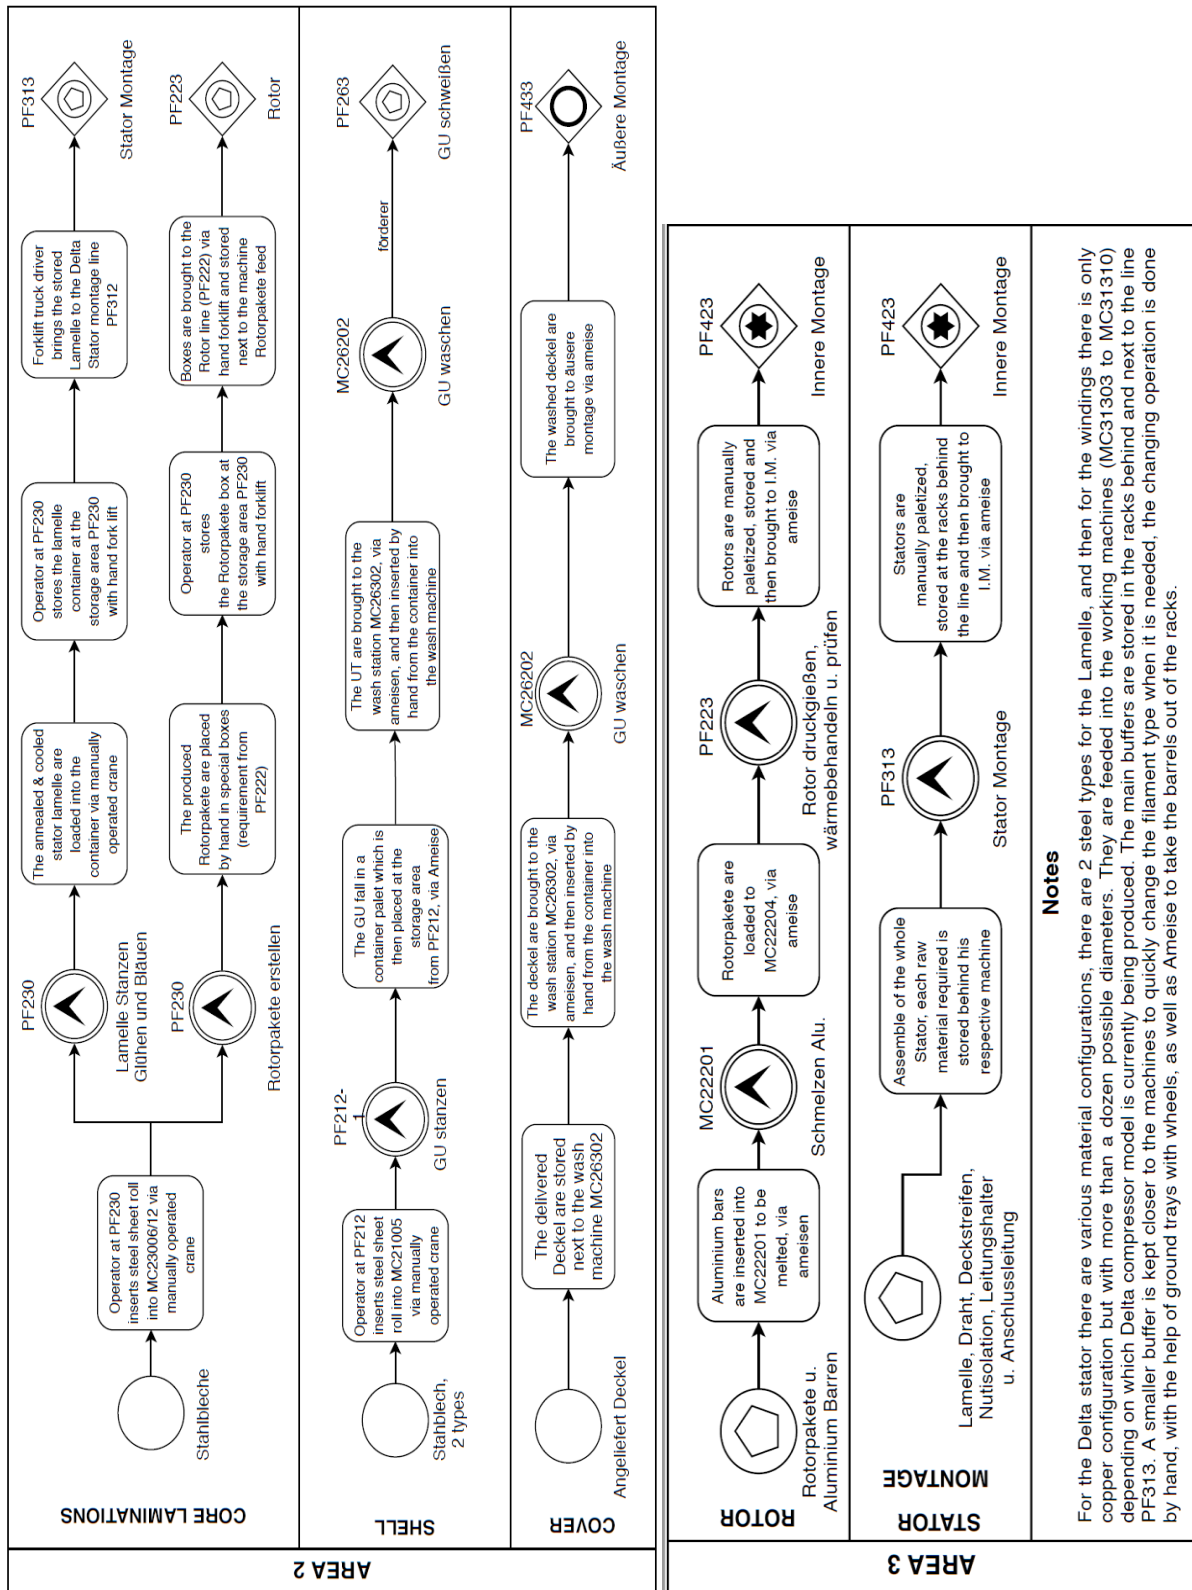 AREA 2
CORE LAMINATIONS
Stahlbleche
Operator at PF230
inserts steel sheet roll
into MC23006/12 via
manually operated
crane
PF230
Lamelle Stanzen
Glühen und Bläuen
The annealed & cooled
stator lamelle are
loaded into the
container via manually
operated crane
Operator at PF230
stores the lamelle
container at the
storage area PF230
with hand fork lift
Forklift truck driver
brings the stored
Lamelle to the Delta
Stator montage line
PF312
PF313
Stator Montage
PF230
Rotorpakete erstellen
The produced
Rotorpakete are placed
by hand in special boxes
(requirement from
PF222)
Operator at PF230
stores
the Rotorpakete box at
the storage area PF230
with hand forklift
Boxes are brought to the
Rotor line (PF222) via
hand forklift and stored
next to the machine
Rotorpakete feed
PF223
Rotor
SHELL
Stahblech,
2 types
Operator at PF212
inserts steel sheet
roll into MC21005
via manually
operated crane
PF212-
1
GU stanzen
The GU fall in a
container palet which is
then placed at the
storage area
from PF212, via Ameise
The UT are brought to the
wash station MC26302, via
ameisen, and then inserted by
hand from the container into
the wash machine
MC26202
GU waschen
förderer
PF263
GU schweißen
COVER
Angeliefert Deckel
The delivered
Deckel are stored
next to the wash
machine MC26302
The deckel are brought to the
wash station MC26302, via
ameisen, and then inserted by
hand from the container into
the wash machine
MC26202
GU waschen
The washed deckel are
brought to äusere
montage via ameise
PF433
Äußere Montage
AREA 3
ROTOR
Rotorpakete u.
Aluminium Barren
Aluminium bars
are inserted into
MC22201 to be
melted, via
ameisen
MC22201
Schmelzen Alu.
Rotorpakete are
loaded to
MC22204, via
ameise
PF223
Rotor druckgießen,
wärmebehandeln u. prüfen
Rotors are manually
paletized, stored and
then brought to I.M. via
ameise
PF423
Innere Montage
STATOR
MONTAGE
Lamelle, Draht, Deckstreifen,
Nutisolation, Leitungshalter
u. Anschlussleitung
Assemble of the whole
Stator, each raw
material required is
stored behind his
respective machine
PF313
Stator Montage
Stators are
manually paletized,
stored at the racks behind
the line and then brought to
I.M. via ameise
PF423
Innere Montage
Notes
For the Delta stator there are various material configurations, there are 2 steel types for the Lamelle, and then for the windings there is only
copper configuration but with more than a dozen possible diameters. They are feeded into the working machines (MC31303 to MC31310)
depending on which Delta compressor model is currently being produced. The main buffers are stored in the racks behind and next to the line
PF313. A smaller buffer is kept closer to the machines to quickly change the filament type when it is needed, the changing operation is done
by hand, with the help of ground trays with wheels, as well as Ameise to take the barrels out of the racks.